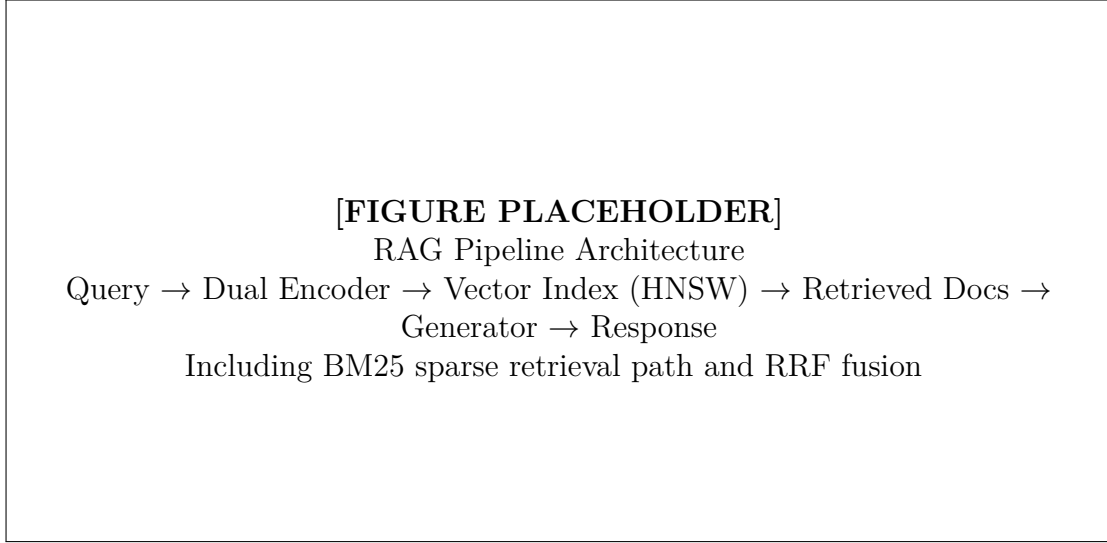 [FIGURE PLACEHOLDER]
RAG Pipeline Architecture
Query → Dual Encoder → Vector Index (HNSW) → Retrieved Docs →
Generator → Response
Including BM25 sparse retrieval path and RRF fusion